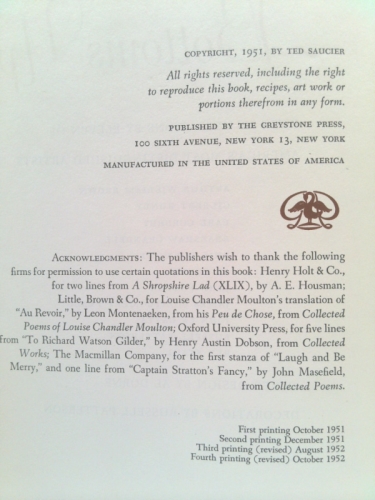 COPYRIGHT, 1951, BY TED SAUCIER
All rights reserved, including the right
to reproduce this book, recipes, art work or
portions therefrom in any form.
PUBLISHED BY THE GREYSTONE PRESS,
100 SIXTH AVENUE, NEW YORK 13, NEW YORK
MANUFACTURED IN THE UNITED STATES OF AMERICA
ACKNOWLEDGMENTS: The publishers wish to thank the following
firms for permission to use certain quotations in this book: Henry Holt & Co.,
for two lines from A Shropshire Lad (XLIX), by A. E. Housman;
Little, Brown & Co., for Louise Chandler Moulton's translation of
"Au Revoir," by Leon Montenaeken, from his Peu de Chose, from Collected
Poems of Louise Chandler Moulton; Oxford University Press, for five lines
from "To Richard Watson Gilder," by Henry Austin Dobson, from Collected
Works; The Macmillan Company, for the first stanza of "Laugh and Be
Merry," and one line from "Captain Stratton's Fancy," by John Masefield,
from Collected Poems.
First printing October 1951
Second printing December 1951
Third printing (revised) August 1952
Fourth printing (revised) October 1952